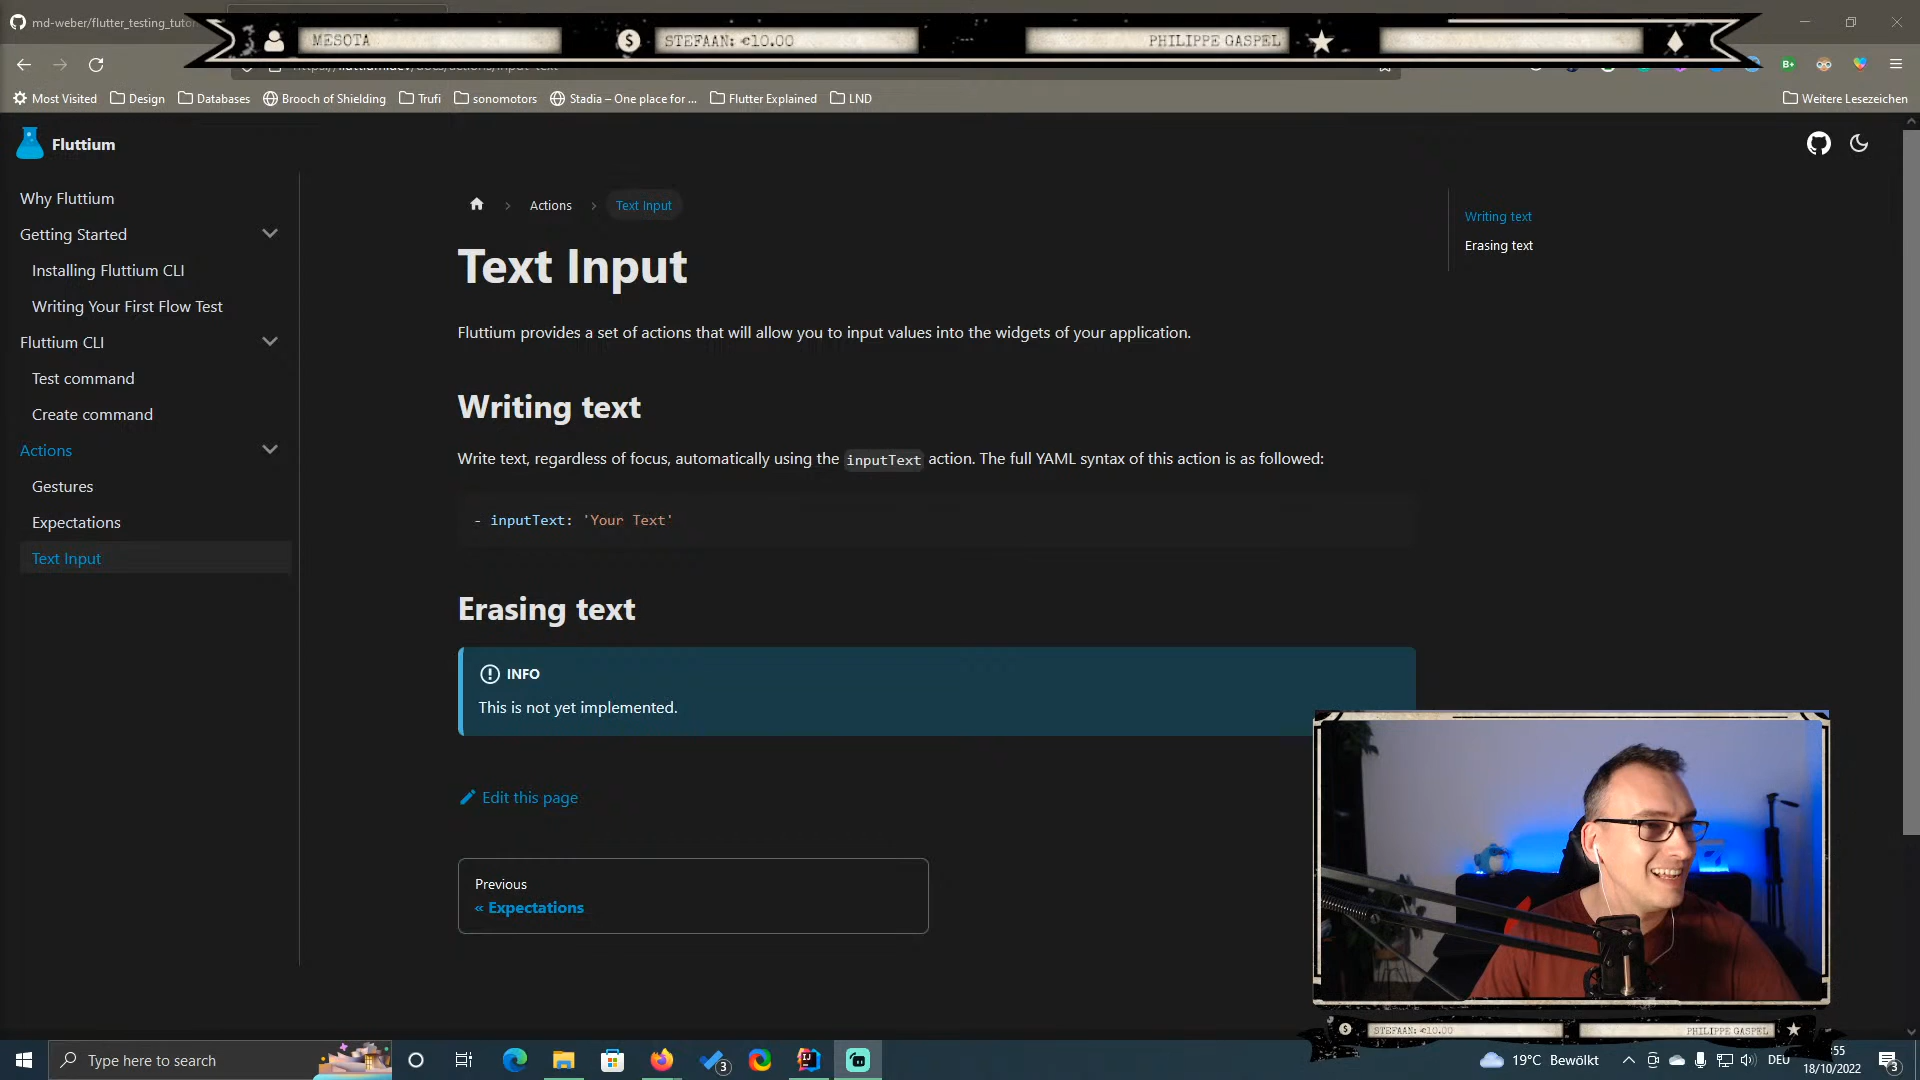 md-weber/flutter_testing_tuto
MESOTA
STEFAAN: €10.00
PHILIPPE GASPEL
Most Visited
Design
Databases
Brooch of Shielding
Trufi
sonomotors
Stadia – One place for ...
Flutter Explained
LND
Weitere Lesezeichen
Fluttium
Why Fluttium
Getting Started
Installing Fluttium CLI
Writing Your First Flow Test
Fluttium CLI
Test command
Create command
Actions
Gestures
Expectations
Text Input
Actions
Text Input
Text Input
Fluttium provides a set of actions that will allow you to input values into the widgets of your application.
Writing text
Write text, regardless of focus, automatically using the inputText action. The full YAML syntax of this action is as followed:
- inputText: 'Your Text'
Erasing text
INFO
This is not yet implemented.
Edit this page
Previous
« Expectations
Writing text
Erasing text
STEFAAN: €10.00
PHILIPPE GASPEL
Type here to search
3
19°C Bewölkt
DEU
55
18/10/2022
3